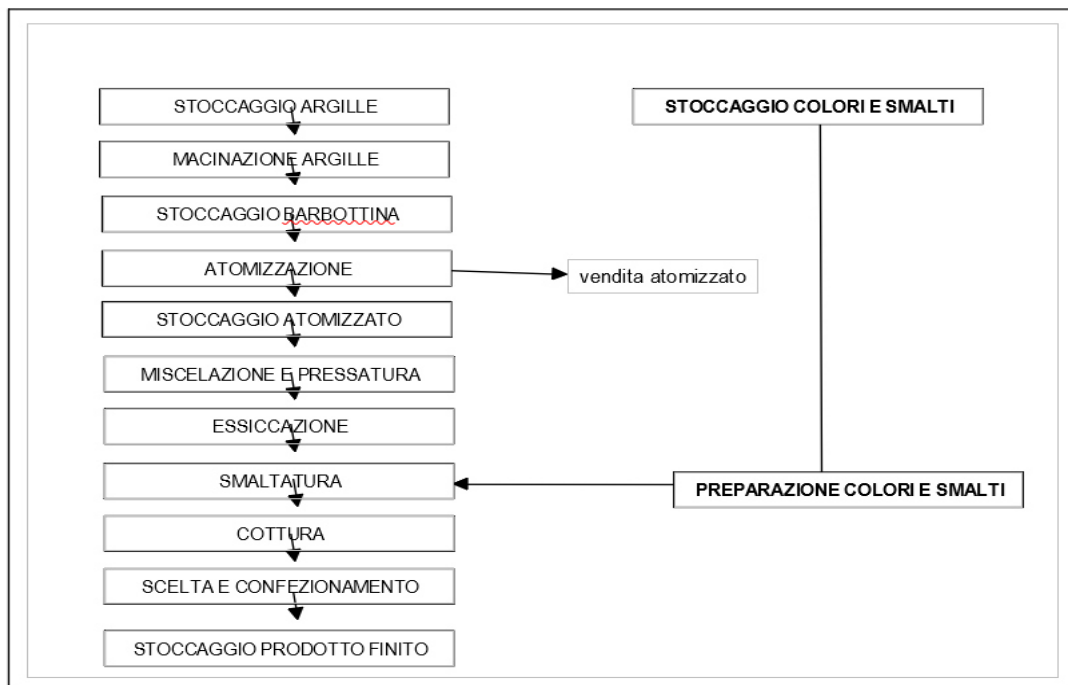 STOCCAGGIO ARGILLE
MACINAZIONE ARGILLE
STOCCAGGIO BARBOTTINA
ATOMIZZAZIONE
STOCCAGGIO ATOMIZZATO
MISCELAZIONE E PRESSATURA
ESSICCAZIONE
SMALTATURA
COTTURA
SCELTA E CONFEZIONAMENTO
STOCCAGGIO PRODOTTO FINITO
vendita atomizzato
STOCCAGGIO COLORI E SMALTI
PREPARAZIONE COLORI E SMALTI